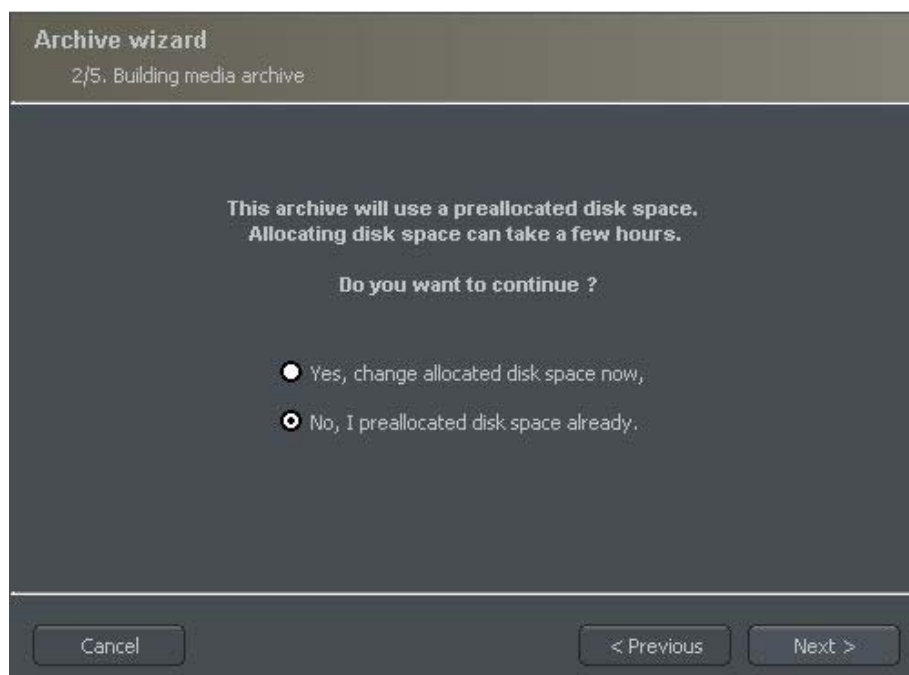 Archive wizard
2/5. Building media archive
This archive will use a preallocated disk space.
Allocating disk space can take a few hours.
Do you want to continue ?
Yes, change allocated disk space now,
No, I preallocated disk space already.
Cancel
< Previous
Next >